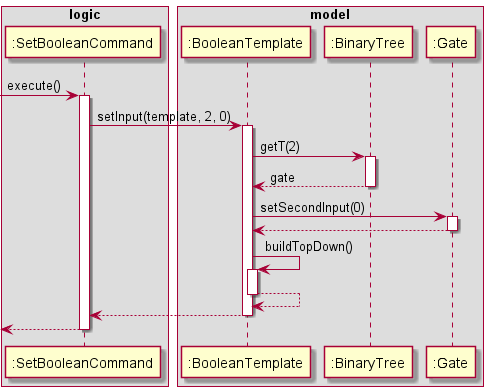 logic
model
:SetBooleanCommand
:BooleanTemplate
:BinaryTree
:Gate
execute()
setInput(template, 2, 0)
getT(2)
gate
setSecondInput(0)
buildTopDown()
:SetBooleanCommand
:BooleanTemplate
:BinaryTree
:Gate